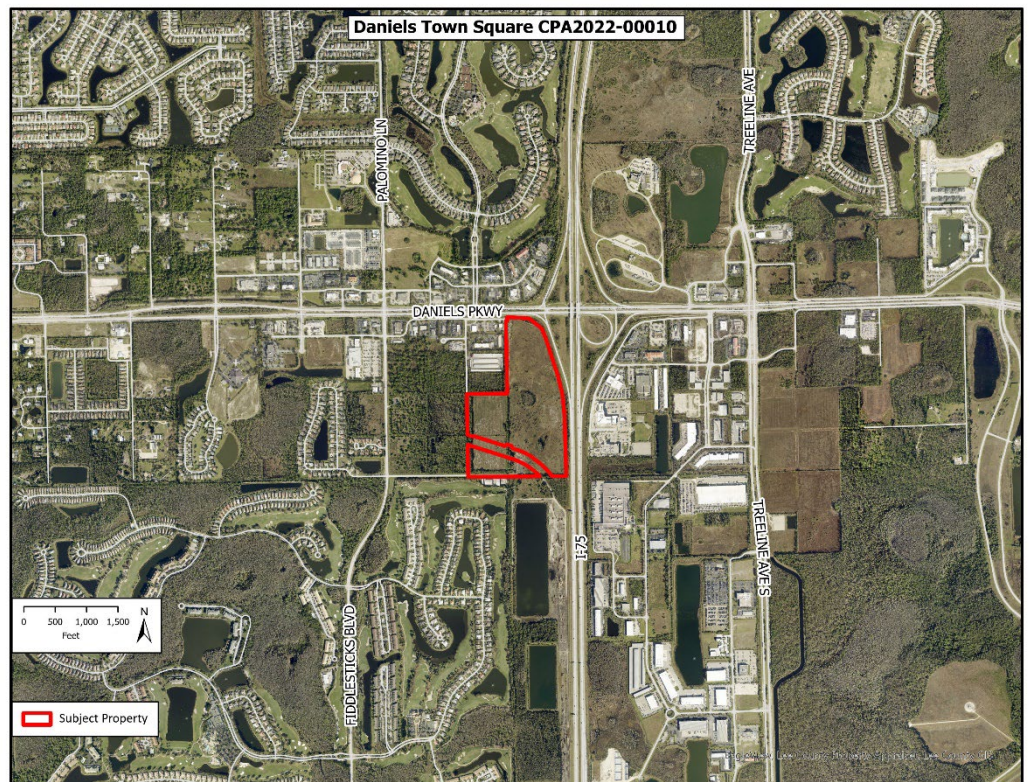 Daniels Town Square CPA2022-00010
PALOMINO LN
TREELINE AVE
DANIELS PKWY
I-75
TREELINE AVE S
FIDDLESTICKS BLVD
0 500 1,000 1,500
Feet
N
Subject Property